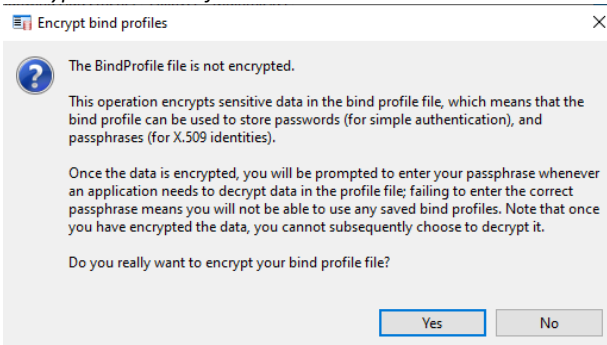 Encrypt bind profiles
The BindProfile file is not encrypted.
This operation encrypts sensitive data in the bind profile file, which means that the
bind profile can be used to store passwords (for simple authentication), and
passphrases (for X.509 identities).
Once the data is encrypted, you will be prompted to enter your passphrase whenever
an application needs to decrypt data in the profile file; failing to enter the correct
passphrase means you will not be able to use any saved bind profiles. Note that once
you have encrypted the data, you cannot subsequently choose to decrypt it.
Do you really want to encrypt your bind profile file?
Yes No